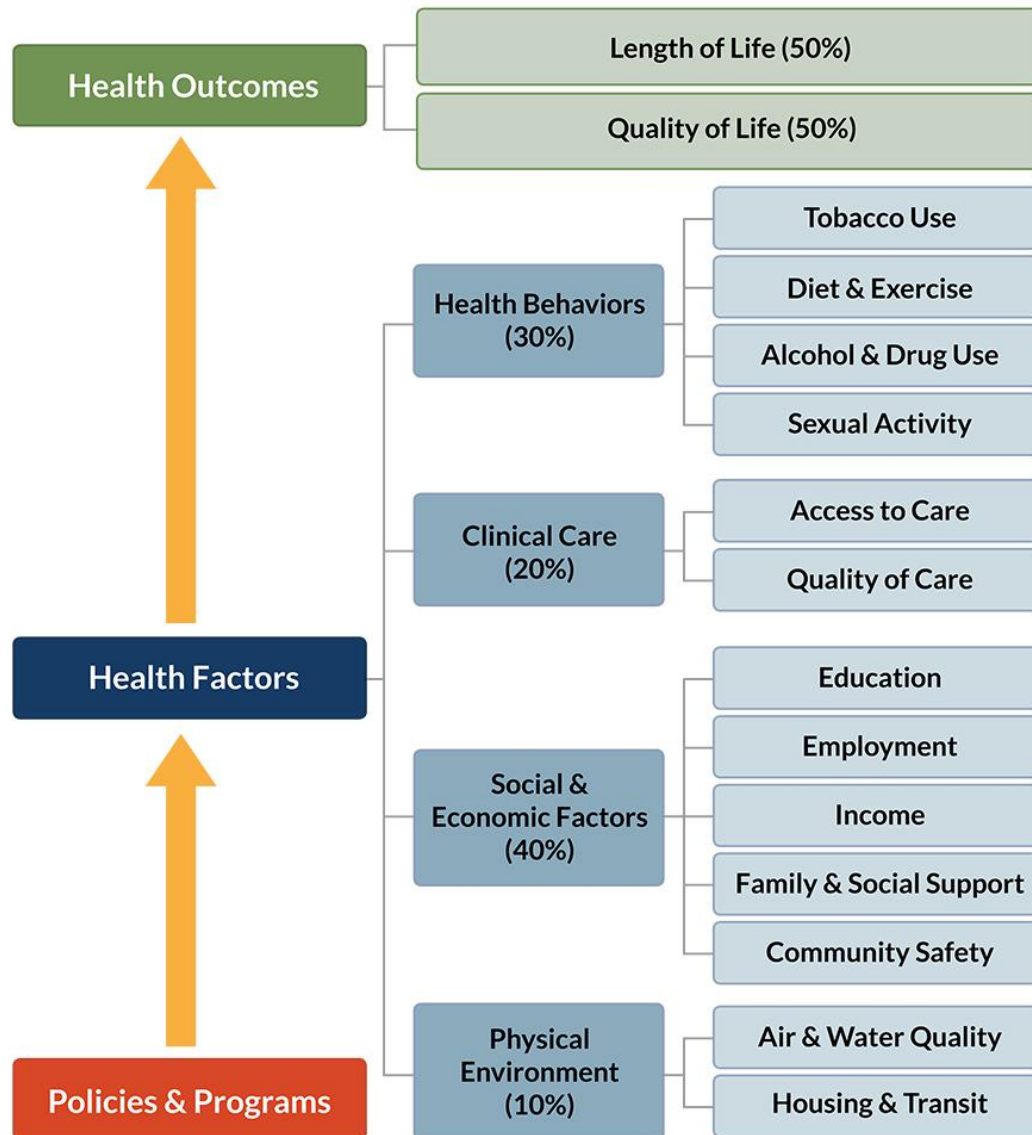 Health Outcomes
Length of Life (50%)
Quality of Life (50%)
Health Factors
Health Behaviors
(30%)
Tobacco Use
Diet & Exercise
Alcohol & Drug Use
Sexual Activity
Clinical Care
(20%)
Access to Care
Quality of Care
Social &
Economic Factors
(40%)
Education
Employment
Income
Family & Social Support
Community Safety
Physical
Environment
(10%)
Air & Water Quality
Housing & Transit
Policies & Programs